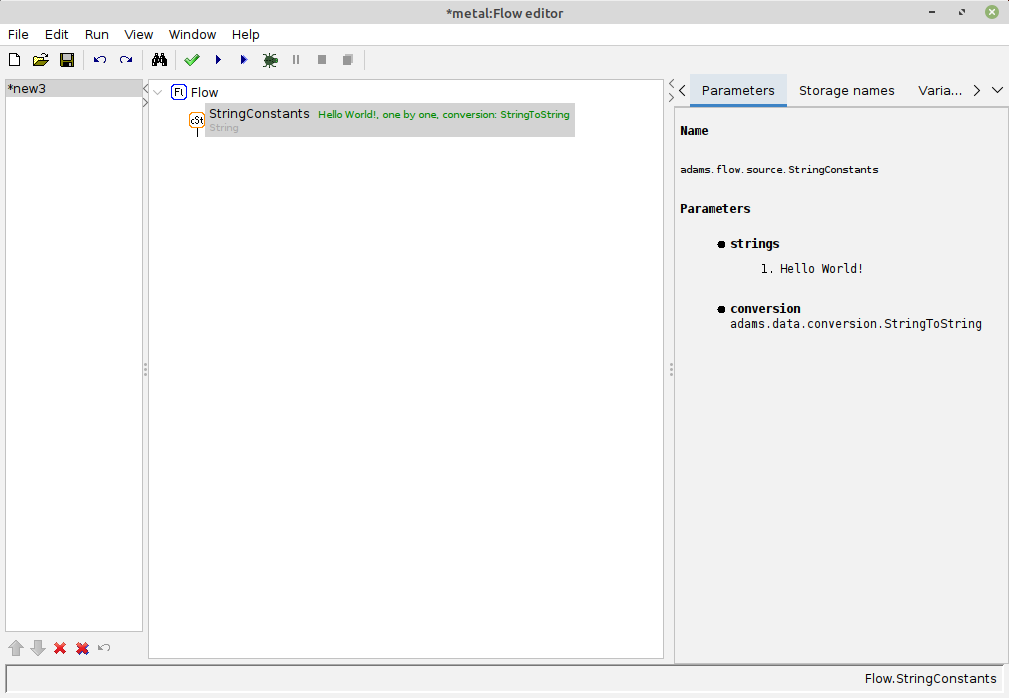 *metal:Flow editor
File Edit Run View Window Help
*new3
Ft Flow
cSt StringConstants Hello World!, one by one, conversion: StringToString
String
Parameters Storage names Varia...
Name
adams.flow.source.StringConstants
Parameters
strings
1. Hello World!
conversion
adams.data.conversion.StringToString
Flow.StringConstants